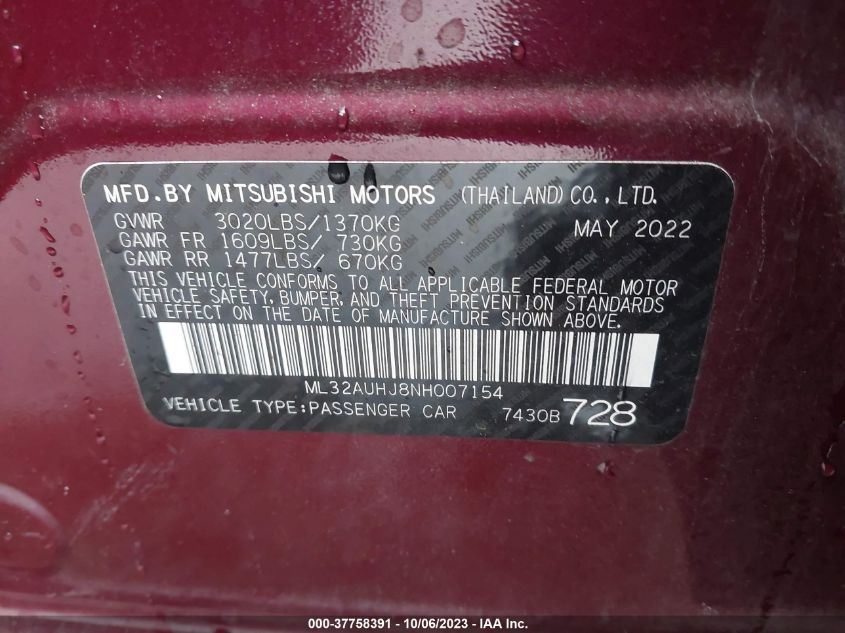 MFD.BY MITSUBISHI MOTORS (THAILAND)CO.,LTD.
GVWR 3020LBS/1370KG MAY 2022
GAWR FR 1609LBS/ 730KG
GAWR RR 1477LBS/ 670KG
THIS VEHICLE CONFORMS TO ALL APPLICABLE FEDERAL MOTOR
VEHICLE SAFETY, BUMPER, AND THEFT PREVENTION STANDARDS
IN EFFECT ON THE DATE OF MANUFACTURE SHOWN ABOVE.
ML32AUHJ8NH007154
VEHICLE TYPE:PASSENGER CAR 7430B 728
000-37758391 - 10/06/2023 - IAA Inc.